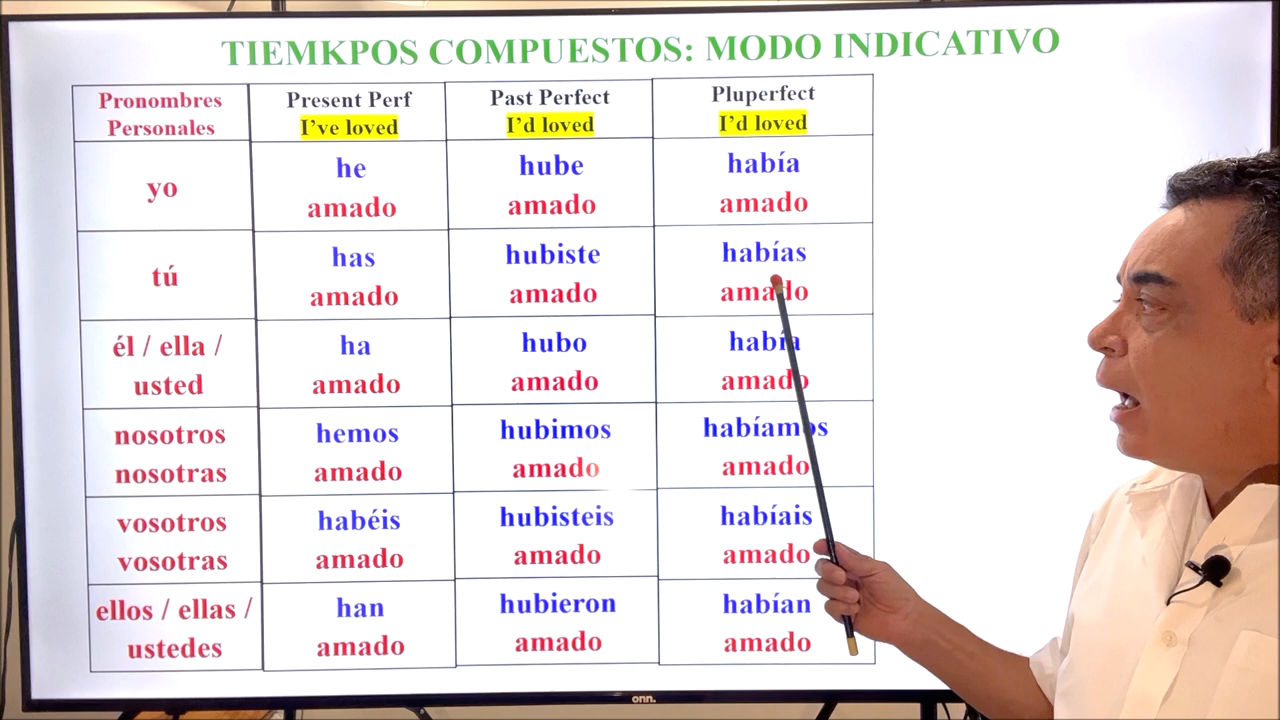 TIEMKPOS COMPUESTOS: MODO INDICATIVO
Pronombres Personales
Present Perf
I've loved
Past Perfect
I'd loved
Pluperfect
I'd loved
yo
he
amado
hube
amado
había
amado
tú
has
amado
hubiste
amado
habías
amado
él / ella /
usted
ha
amado
hubo
amado
había
amado
nosotros
nosotras
hemos
amado
hubimos
amado
habíamos
amado
vosotros
vosotras
habéis
amado
hubisteis
amado
habíais
amado
ellos / ellas /
ustedes
han
amado
hubieron
amado
habían
amado
onn.